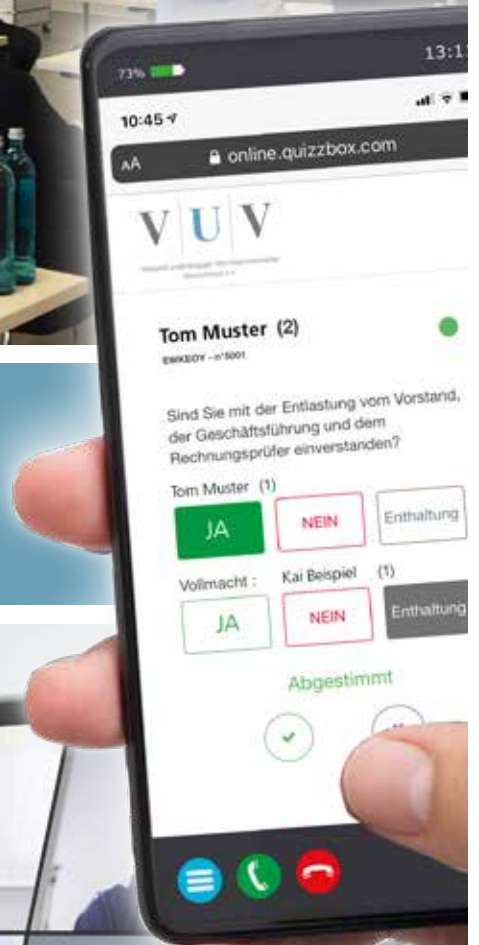 73%
13:1
10:45
AA online.quizzbox.com
V U V
Tom Muster (2)
EWKEDY - n°5001
Sind Sie mit der Entlastung vom Vorstand,
der Geschäftsführung und dem
Rechnungsprüfer einverstanden?
Tom Muster (1)
JA NEIN Enthaltung
Vollmacht : Kai Beispiel (1)
JA NEIN Enthaltung
Abgestimmt